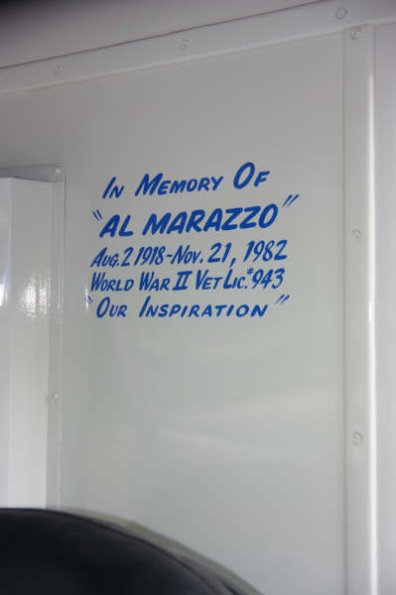 In Memory Of
"AL MARAZZO"
Aug. 2 1918-Nov. 21, 1982
World War II Vet Lic.#943
"Our Inspiration"